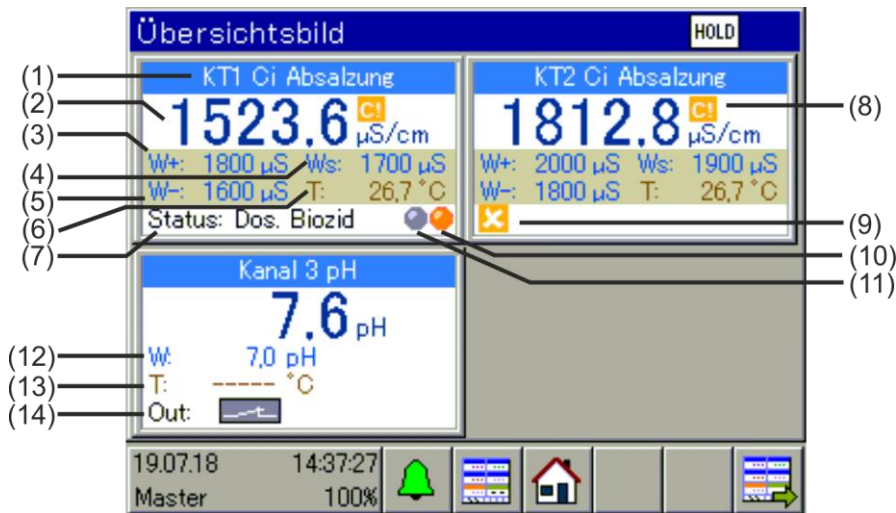 Übersichtsbild HOLD
(1) KT1 Ci Absalzung KT2 Ci Absalzung
(2) 1523.6 C! µS/cm 1812.8 C! µS/cm (8)
(3) W+: 1800 µS Ws: 1700 µS W+: 2000 µS Ws: 1900 µS
(4)
(5) W-: 1600 µS T: 26,7 °C W-: 1800 µS T: 26,7 °C
(6)
(7) Status: Dos. Biozid (9)
(10)
(11)
Kanal 3 pH
7.6 pH
(12) W: 7,0 pH
(13) T: ----- °C
(14) Out:
19.07.18 14:37:27
Master 100%